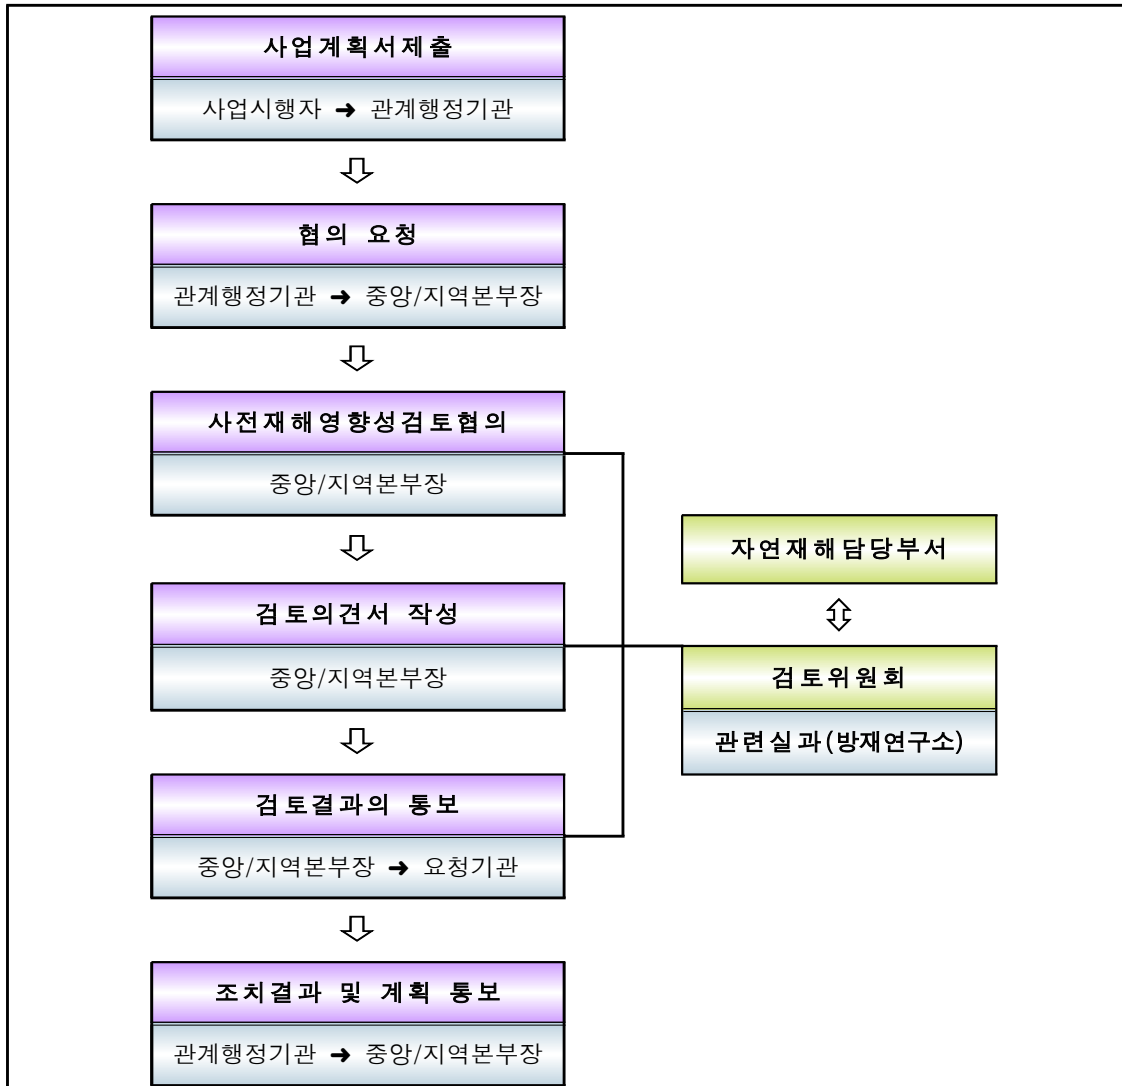 사업계획서제출
사업시행자 ➜ 관계행정기관
협의 요청
관계행정기관 ➜ 중앙/지역본부장
사전재해영향성검토협의
중앙/지역본부장
자연재해담당부서
검토의견서 작성
중앙/지역본부장
검토위원회
관련실과(방재연구소)
검토결과의 통보
중앙/지역본부장 ➜ 요청기관
조치결과 및 계획 통보
관계행정기관 ➜ 중앙/지역본부장